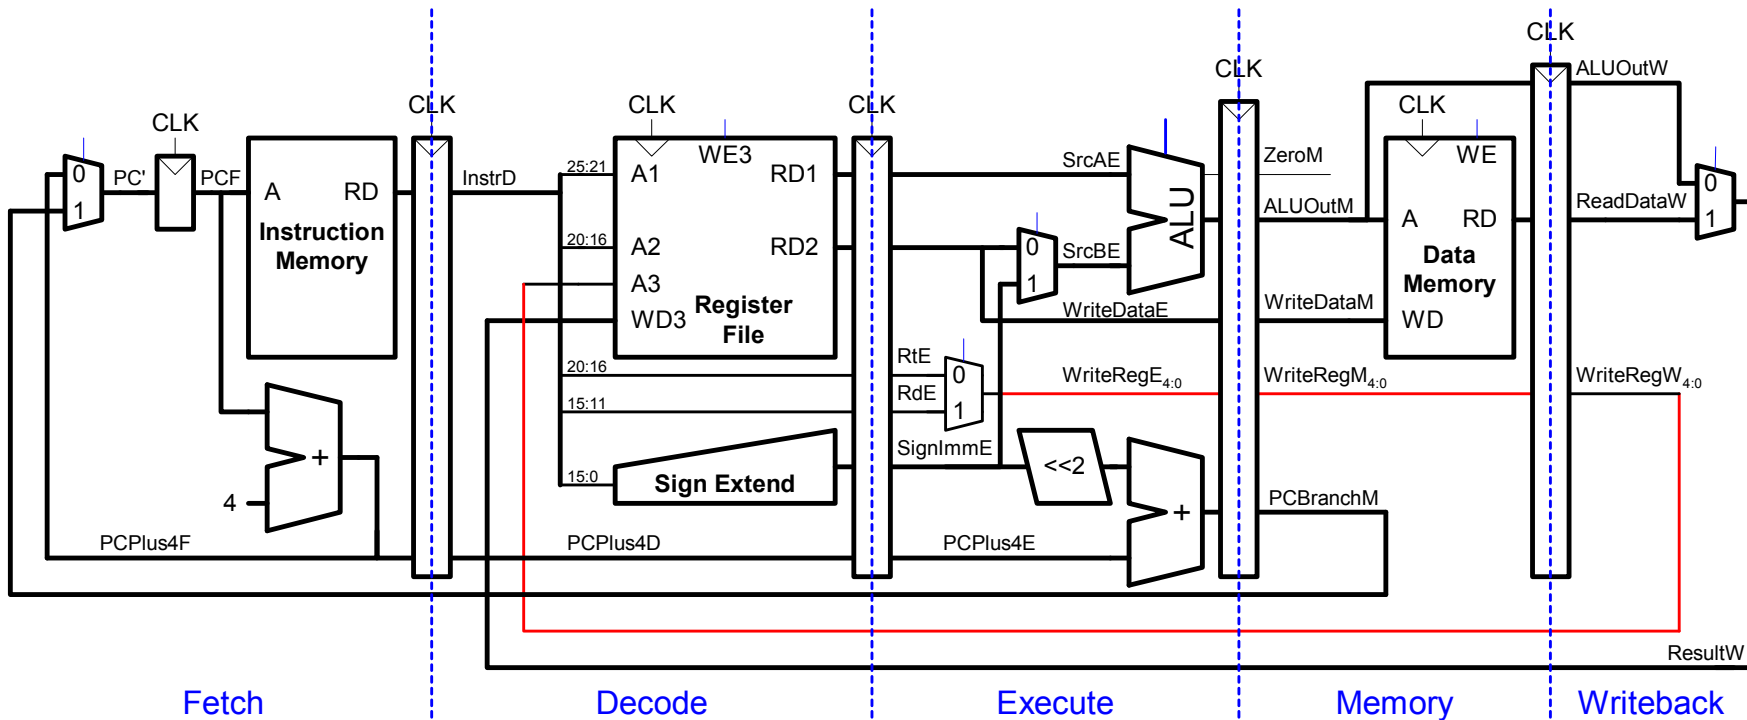 CLK
ALUOutW
CLK
CLK
CLK
CLK
CLK
CLK
0
1
PC'
PCF
A
RD
Instruction
Memory
InstrD
25:21
20:16
A1
A2
A3
WD3
WE3
RD1
RD2
Register
File
SrcAE
0
1
SrcBE
ALU
ZeroM
ALUOutM
A
RD
WE
WD
Data
Memory
ReadDataW
0
1
WriteDataE
WriteDataM
20:16
15:11
RtE
RdE
0
1
WriteRegE4:0
WriteRegM4:0
WriteRegW4:0
15:0
Sign Extend
SignImmE
<<2
+
4
+
PCBranchM
PCPlus4F
PCPlus4D
PCPlus4E
ResultW
Fetch
Decode
Execute
Memory
Writeback